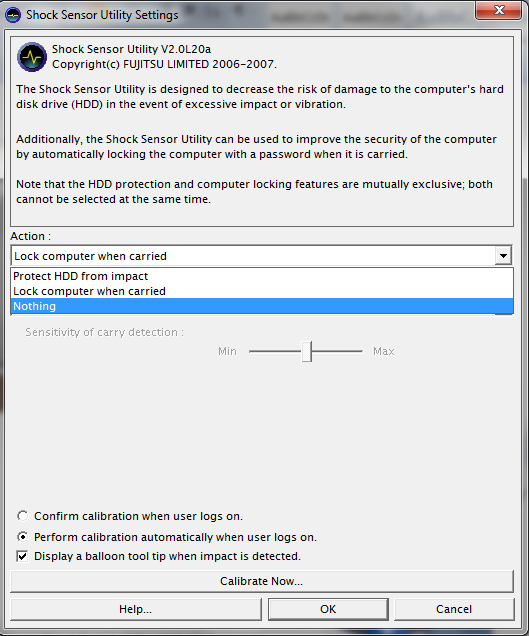 Shock Sensor Utility Settings
Shock Sensor Utility V2.0L20a
Copyright(c) FUJITSU LIMITED 2006-2007.
The Shock Sensor Utility is designed to decrease the risk of damage to the computer's hard
disk drive (HDD) in the event of excessive impact or vibration.
Additionally, the Shock Sensor Utility can be used to improve the security of the computer
by automatically locking the computer with a password when it is carried.
Note that the HDD protection and computer locking features are mutually exclusive; both
cannot be selected at the same time.
Action :
Lock computer when carried
Protect HDD from impact
Lock computer when carried
Nothing
Sensitivity of carry detection :
Min Max
Confirm calibration when user logs on.
Perform calibration automatically when user logs on.
Display a balloon tool tip when impact is detected.
Calibrate Now...
Help... OK Cancel